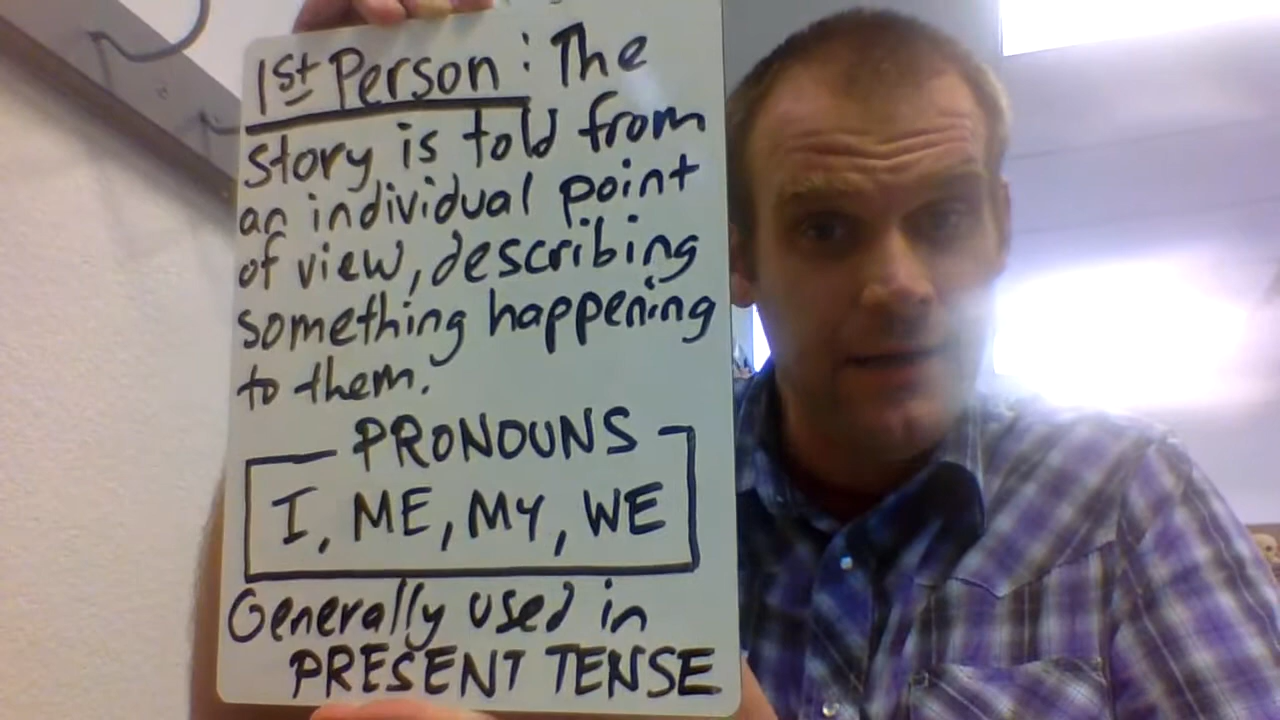 1st Person: The
story is told from
an individual point
of view, describing
something happening
to them.
PRONOUNS
I, ME, MY, WE
Generally used in
PRESENT TENSE